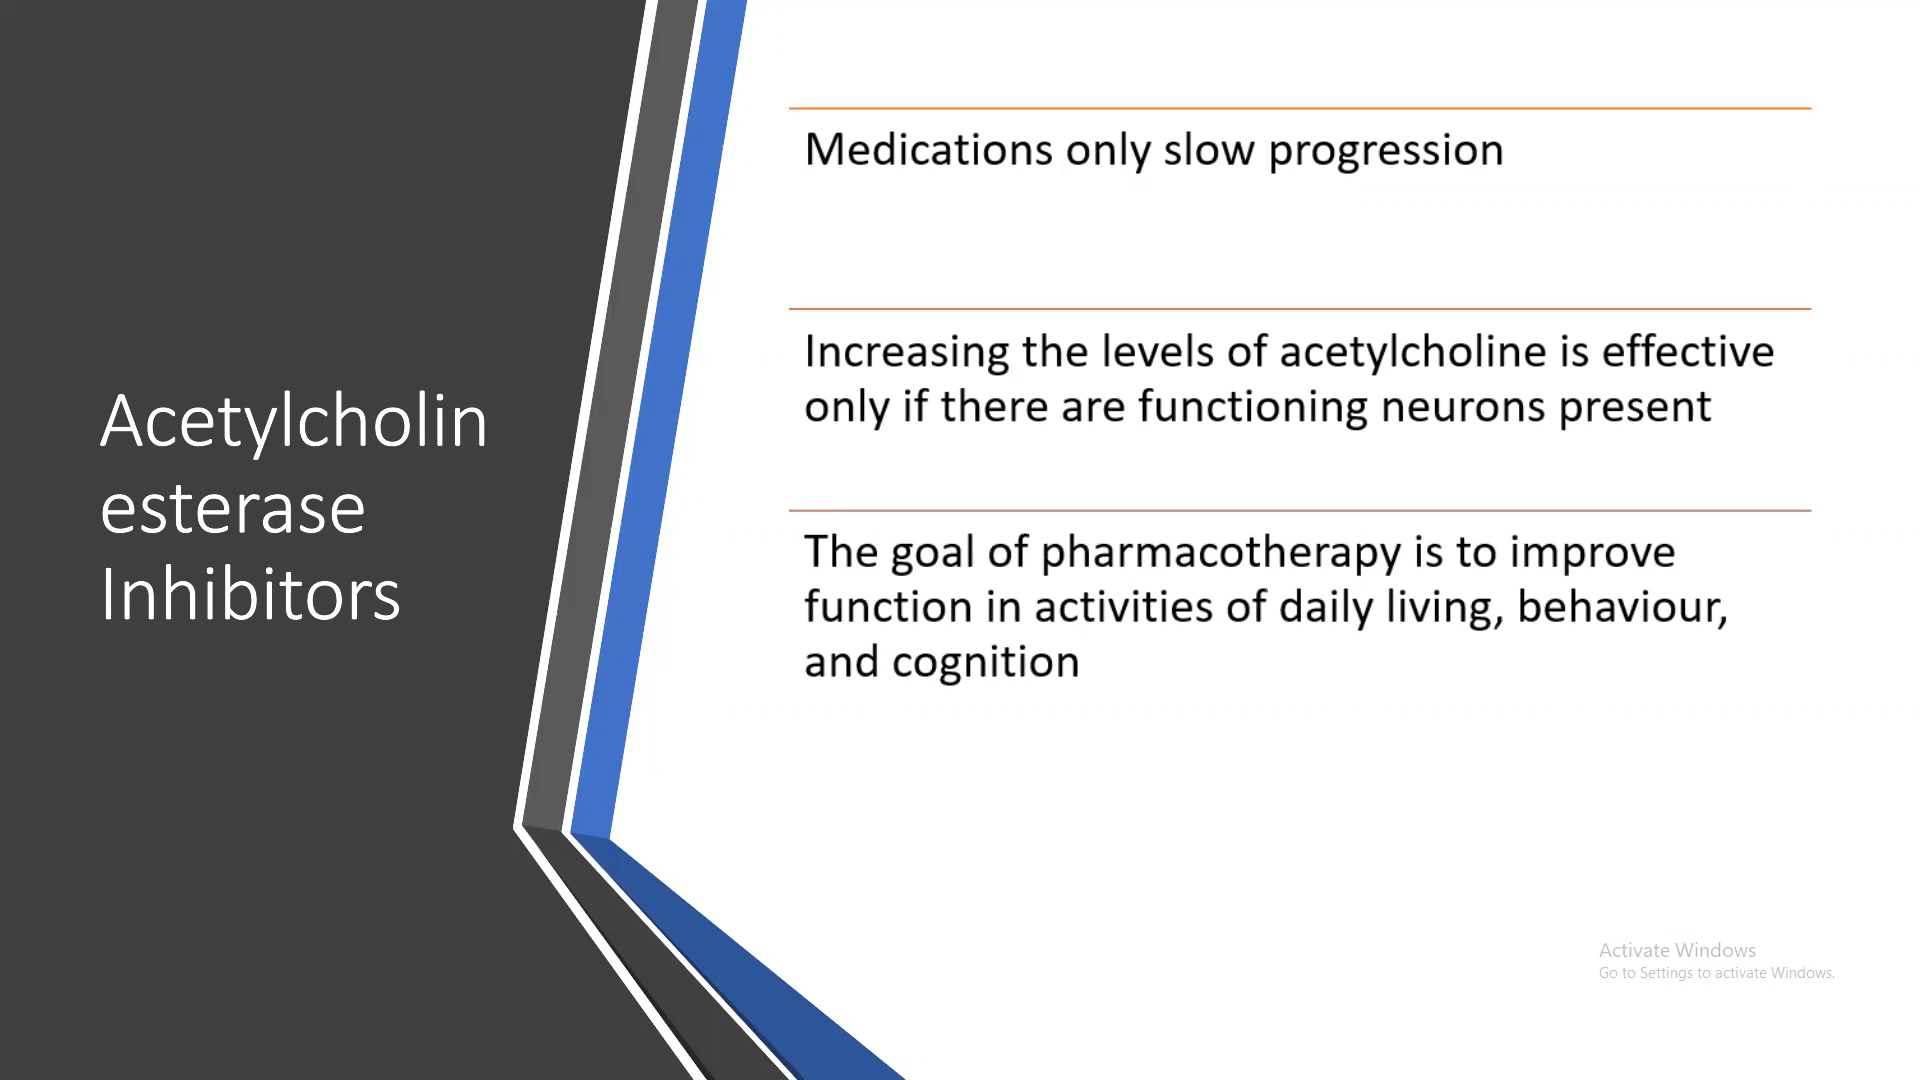 Acetylcholin
esterase
Inhibitors
Medications only slow progression
Increasing the levels of acetylcholine is effective
only if there are functioning neurons present
The goal of pharmacotherapy is to improve
function in activities of daily living, behaviour,
and cognition
Activate Windows
Go to Settings to activate Windows.